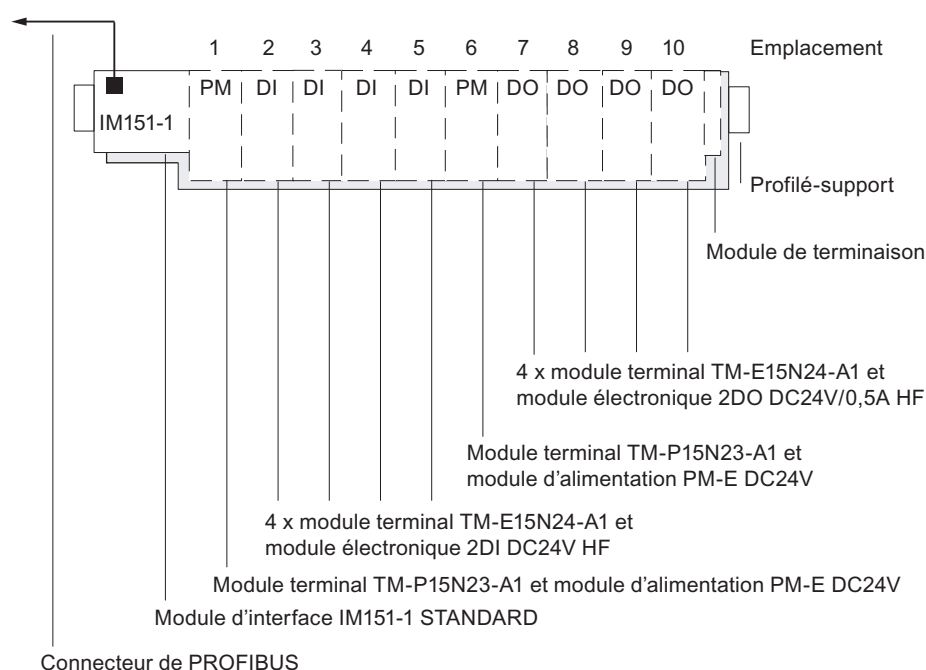 1 2 3 4 5 6 7 8 9 10 Emplacement
PM DI DI DI DI PM DO DO DO DO
IM151-1
Profilé-support
Module de terminaison
4 x module terminal TM-E15N24-A1 et
module électronique 2DO DC24V/0,5A HF
Module terminal TM-P15N23-A1 et
module d'alimentation PM-E DC24V
4 x module terminal TM-E15N24-A1 et
module électronique 2DI DC24V HF
Module terminal TM-P15N23-A1 et module d'alimentation PM-E DC24V
Module d'interface IM151-1 STANDARD
Connecteur de PROFIBUS